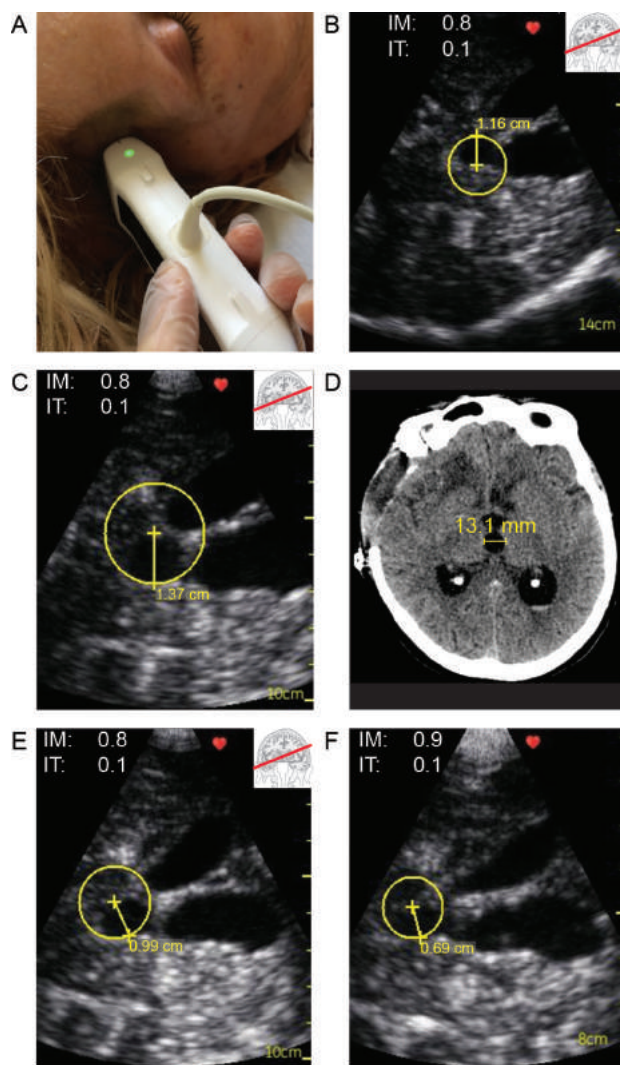 A
B
IM: 0.8
IT: 0.1
1.16 cm
14cm
C
IM: 0.8
IT: 0.1
1.37 cm
10cm
D
13.1 mm
E
IM: 0.8
IT: 0.1
0.99 cm
10cm
F
IM: 0.9
IT: 0.1
0.69 cm
8cm